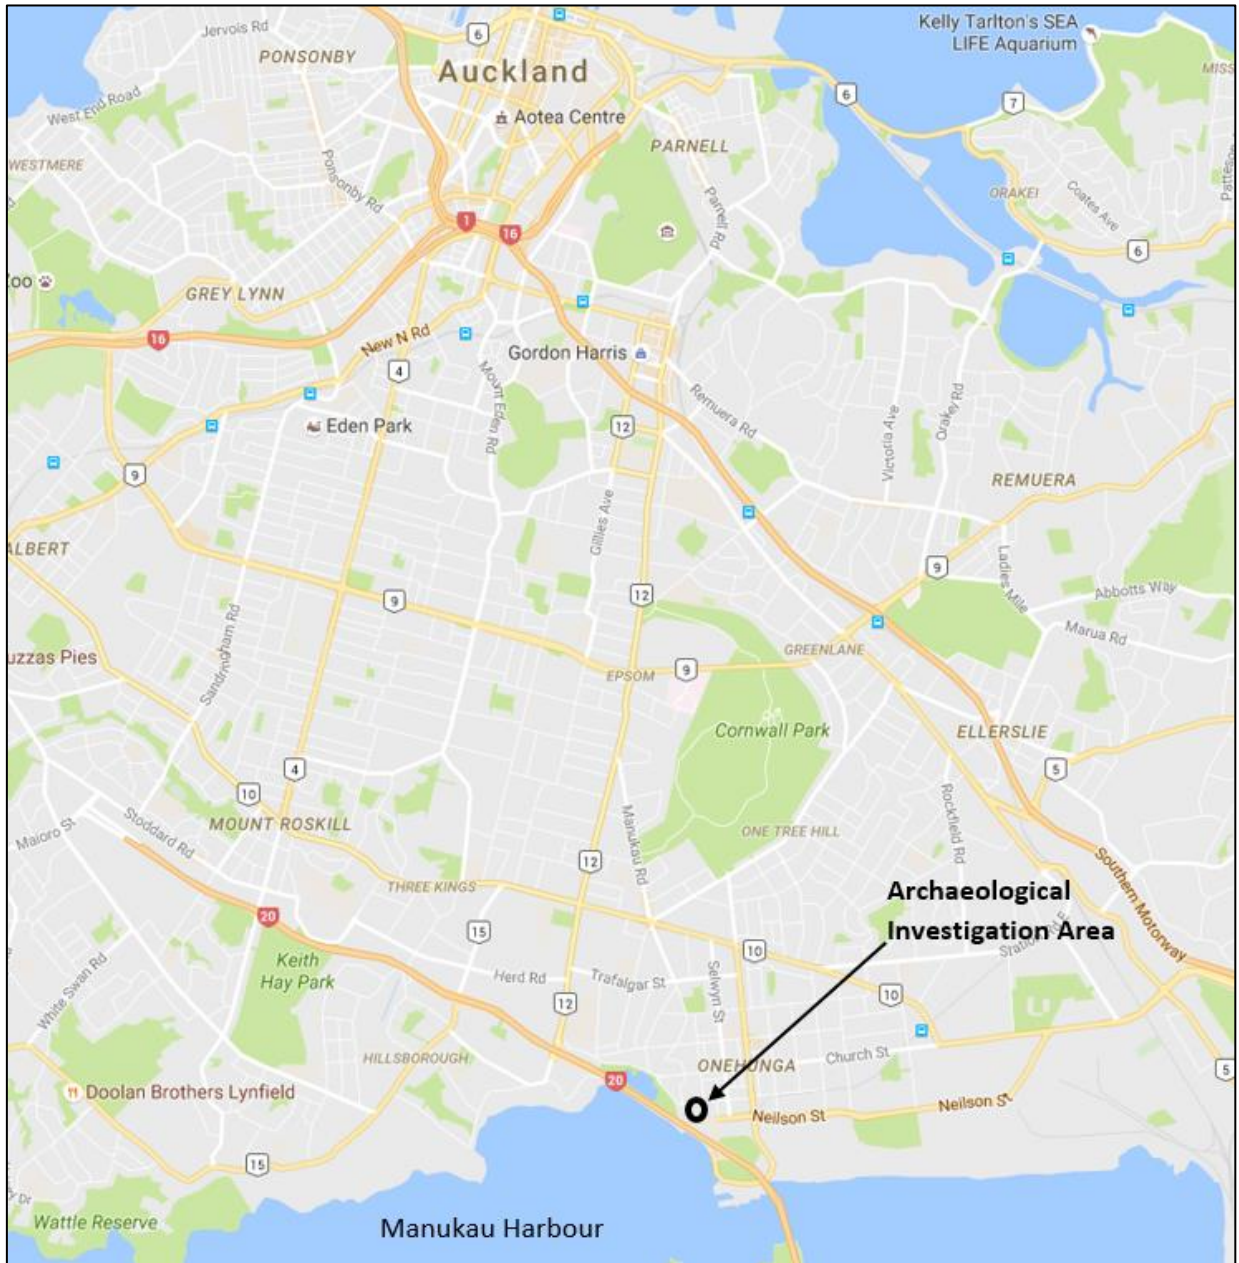 Jervois Rd
6
Kelly Tarlton's SEA
LIFE Aquarium
PONSONBY
Auckland
MISS
West End Road
6
7
Aotea Centre
WESTMERE
Ponsonby Rd
PARNELL
Parnell Rd
ORAKEI
Coates Ave
Patteso
1
16
6
Zoo
GREY LYNN
16
New N Rd
Gordon Harris
4
Mount Eden Rd
Remuera Rd
Victoria Ave
Orakei Rd
Eden Park
12
9
REMUERA
Gillies Ave
ALBERT
9
9
12
Ladies Mile
Abbotts Way
Marua Rd
Sandringham Rd
uzzas Pies
EPSOM
9
GREENLANE
Cornwall Park
ELLERSLIE
4
5
10
Stoddard Rd
Maioro St
MOUNT ROSKILL
Manukau Rd
ONE TREE HILL
Rockfield Rd
12
THREE KINGS
Southern Motorway
Archaeological
Investigation Area
20
15
10
Station Rd E
Keith
Hay Park
White Swan Rd
Herd Rd
Trafalgar St
Selwyn St
12
10
HILLSBOROUGH
ONEHUNGA
Church St
5
20
Doolan Brothers Lynfield
Neilson St
Neilson St
15
Wattle Reserve
Manukau Harbour